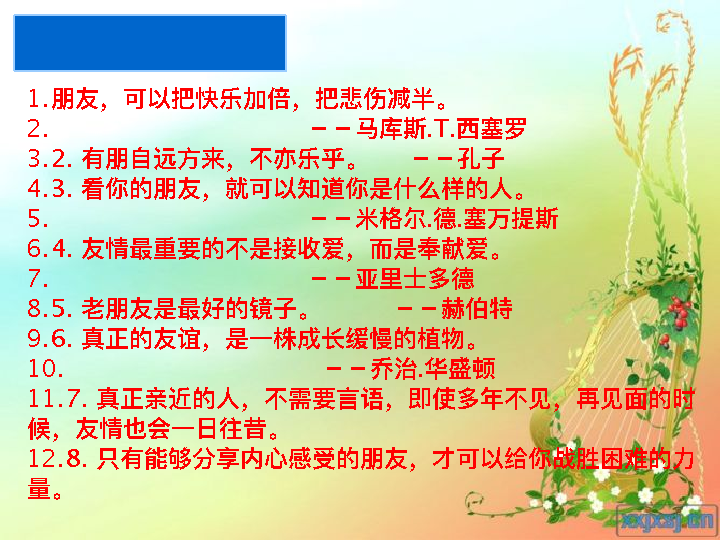 1.朋友，可以把快乐加倍，把悲伤减半。
2. －－马库斯.T.西塞罗
3.2. 有朋自远方来，不亦乐乎。 －－孔子
4.3. 看你的朋友，就可以知道你是什么样的人。
5. －－米格尔.德.塞万提斯
6.4. 友情最重要的不是接收爱，而是奉献爱。
7. －－亚里士多德
8.5. 老朋友是最好的镜子。 －－赫伯特
9.6. 真正的友谊，是一株成长缓慢的植物。
10. －－乔治.华盛顿
11.7. 真正亲近的人，不需要言语，即使多年不见，再见面的时
候，友情也会一日往昔。
12.8. 只有能够分享内心感受的朋友，才可以给你战胜困难的力
量。